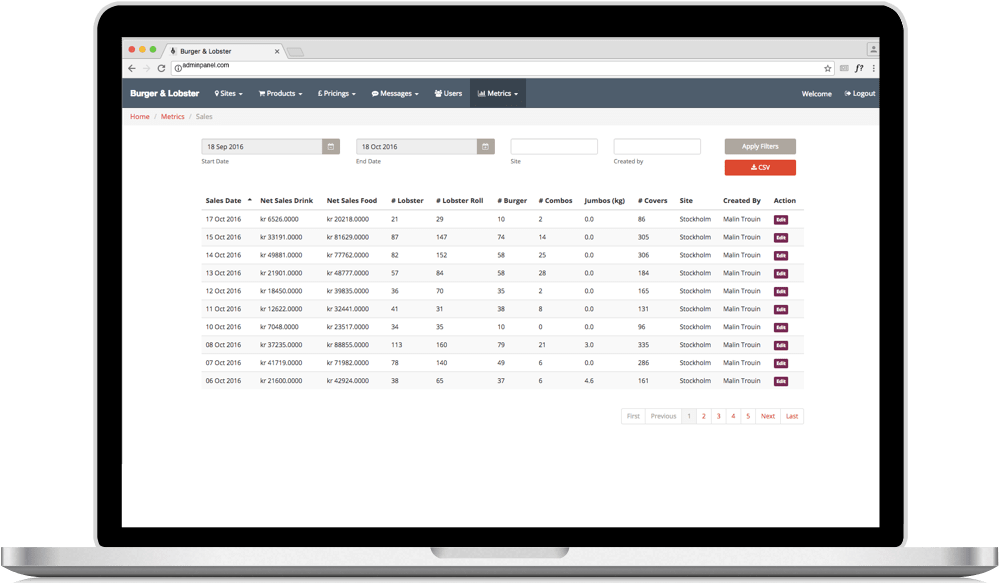 Burger & Lobster
adminpanel.com
f?
Burger & Lobster Sites Products £ Pricings Messages Users Metrics Welcome Logout
Home / Metrics / Sales
18 Sep 2016 18 Oct 2016 Apply Filters
Start Date End Date Site Created by
CSV
Sales Date Net Sales Drink Net Sales Food # Lobster # Lobster Roll # Burger # Combos Jumbos (kg) # Covers Site Created By Action
17 Oct 2016 kr 6526.0000 kr 20218.0000 21 29 10 2 0.0 86 Stockholm Malin Trouin Edit
15 Oct 2016 kr 33191.0000 kr 81629.0000 87 147 74 14 0.0 305 Stockholm Malin Trouin Edit
14 Oct 2016 kr 49881.0000 kr 77762.0000 82 152 58 25 0.0 306 Stockholm Malin Trouin Edit
13 Oct 2016 kr 21901.0000 kr 48777.0000 57 84 58 28 0.0 184 Stockholm Malin Trouin Edit
12 Oct 2016 kr 18450.0000 kr 39835.0000 36 70 35 2 0.0 165 Stockholm Malin Trouin Edit
11 Oct 2016 kr 12622.0000 kr 32441.0000 41 31 38 8 0.0 131 Stockholm Malin Trouin Edit
10 Oct 2016 kr 7048.0000 kr 23517.0000 34 35 10 0 0.0 96 Stockholm Malin Trouin Edit
08 Oct 2016 kr 37235.0000 kr 88855.0000 113 160 79 21 3.0 335 Stockholm Malin Trouin Edit
07 Oct 2016 kr 41719.0000 kr 71982.0000 78 140 49 6 0.0 286 Stockholm Malin Trouin Edit
06 Oct 2016 kr 21600.0000 kr 42924.0000 38 65 37 6 4.6 161 Stockholm Malin Trouin Edit
First Previous 1 2 3 4 5 Next Last